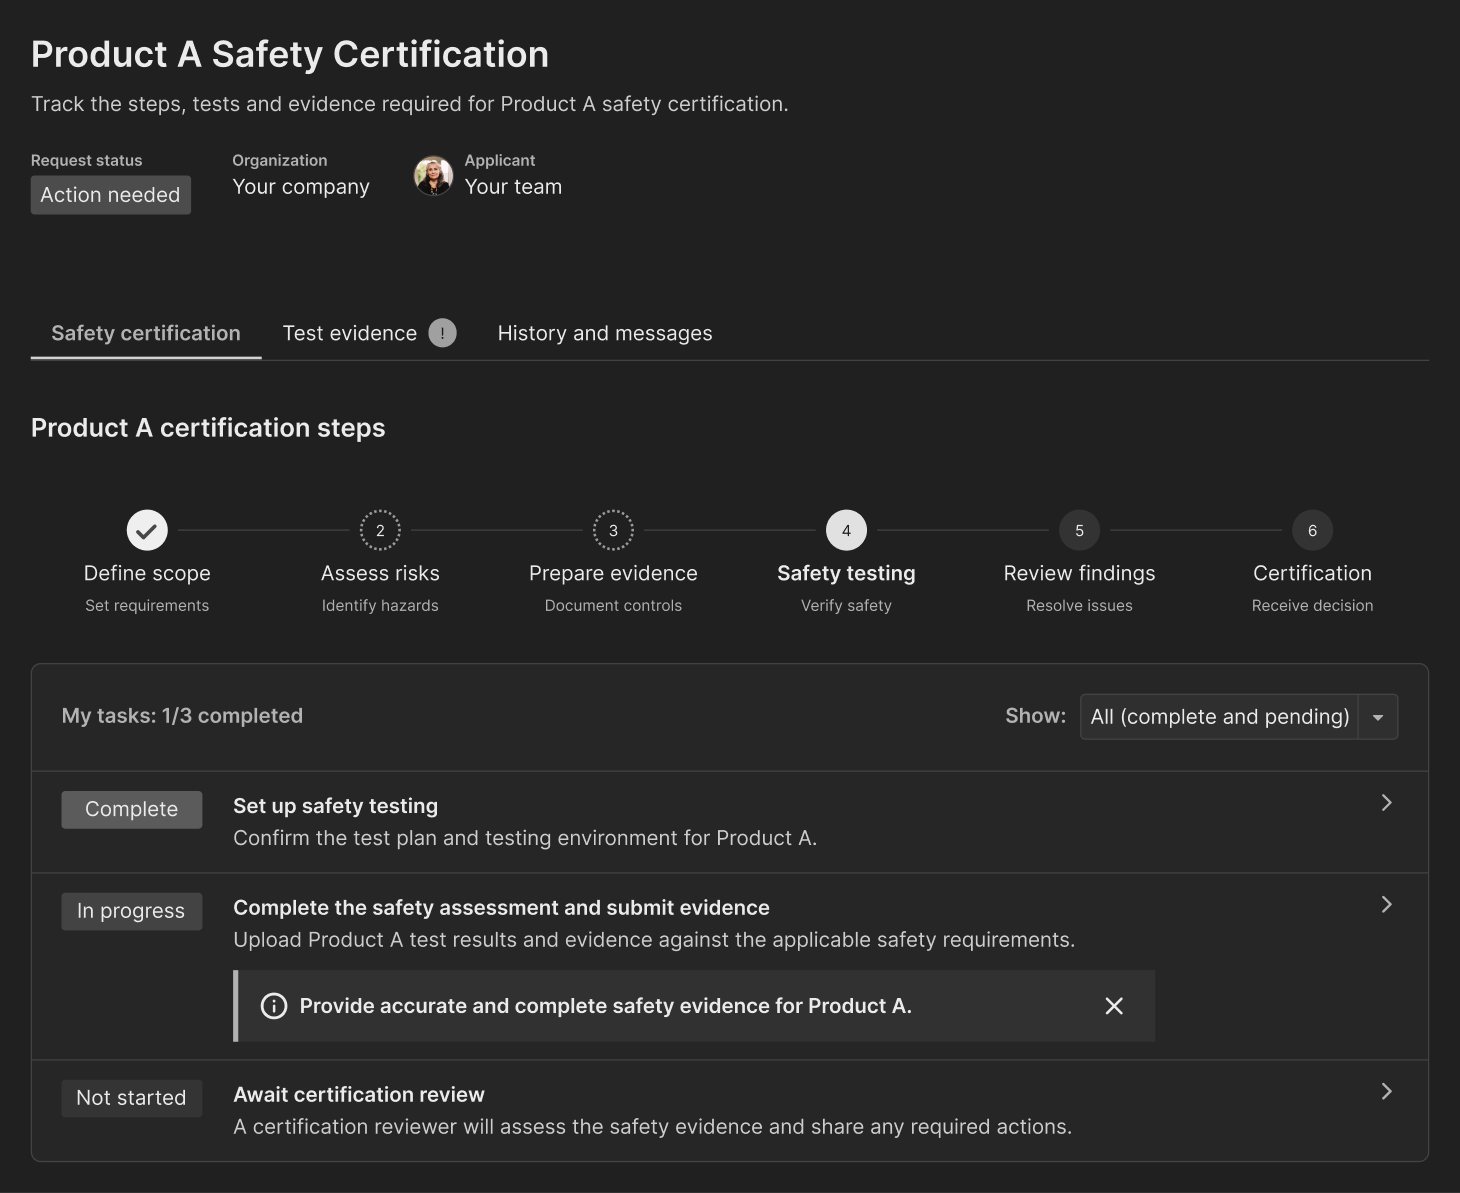 Product A Safety Certification
Track the steps, tests and evidence required for Product A safety certification.
Request status
Action needed
Organization
Your company
Applicant
Your team
Safety certification
Test evidence !
History and messages
Product A certification steps
2
3
4
5
6
Define scope
Assess risks
Prepare evidence
Safety testing
Review findings
Certification
Set requirements
Identify hazards
Document controls
Verify safety
Resolve issues
Receive decision
My tasks: 1/3 completed
Show: All (complete and pending)
Complete
Set up safety testing
Confirm the test plan and testing environment for Product A.
In progress
Complete the safety assessment and submit evidence
Upload Product A test results and evidence against the applicable safety requirements.
Provide accurate and complete safety evidence for Product A.
Not started
Await certification review
A certification reviewer will assess the safety evidence and share any required actions.